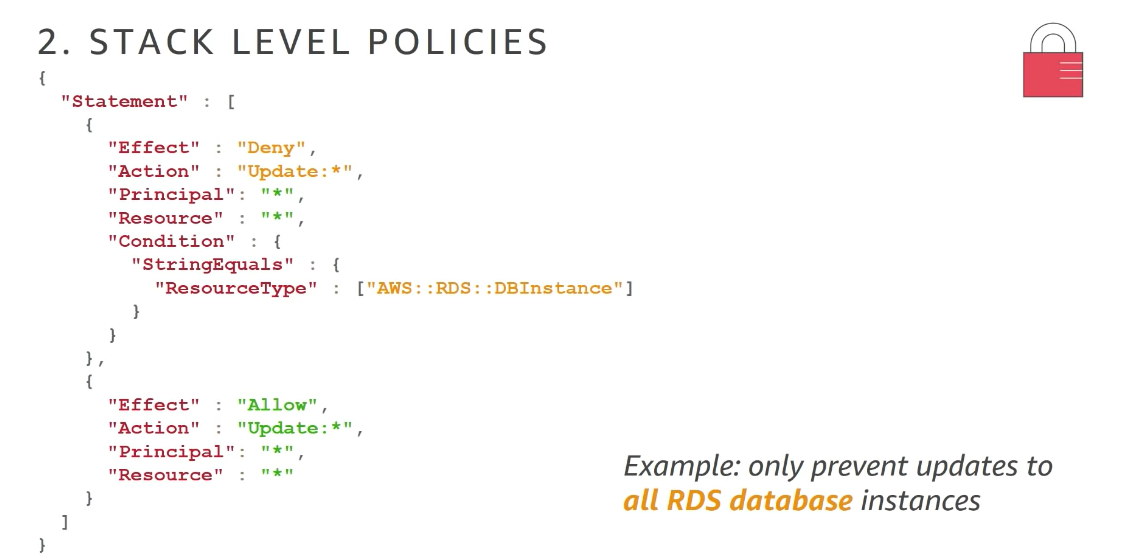 2. STACK LEVEL POLICIES
{
  "Statement" : [
    {
      "Effect" : "Deny",
      "Action" : "Update:*",
      "Principal": "*",
      "Resource" : "*",
      "Condition" : {
        "StringEquals" : {
          "ResourceType" : ["AWS::RDS::DBInstance"]
        }
      }
    },
    {
      "Effect" : "Allow",
      "Action" : "Update:*",
      "Principal": "*",
      "Resource" : "*"
    }
  ]
}
Example: only prevent updates to
all RDS database instances